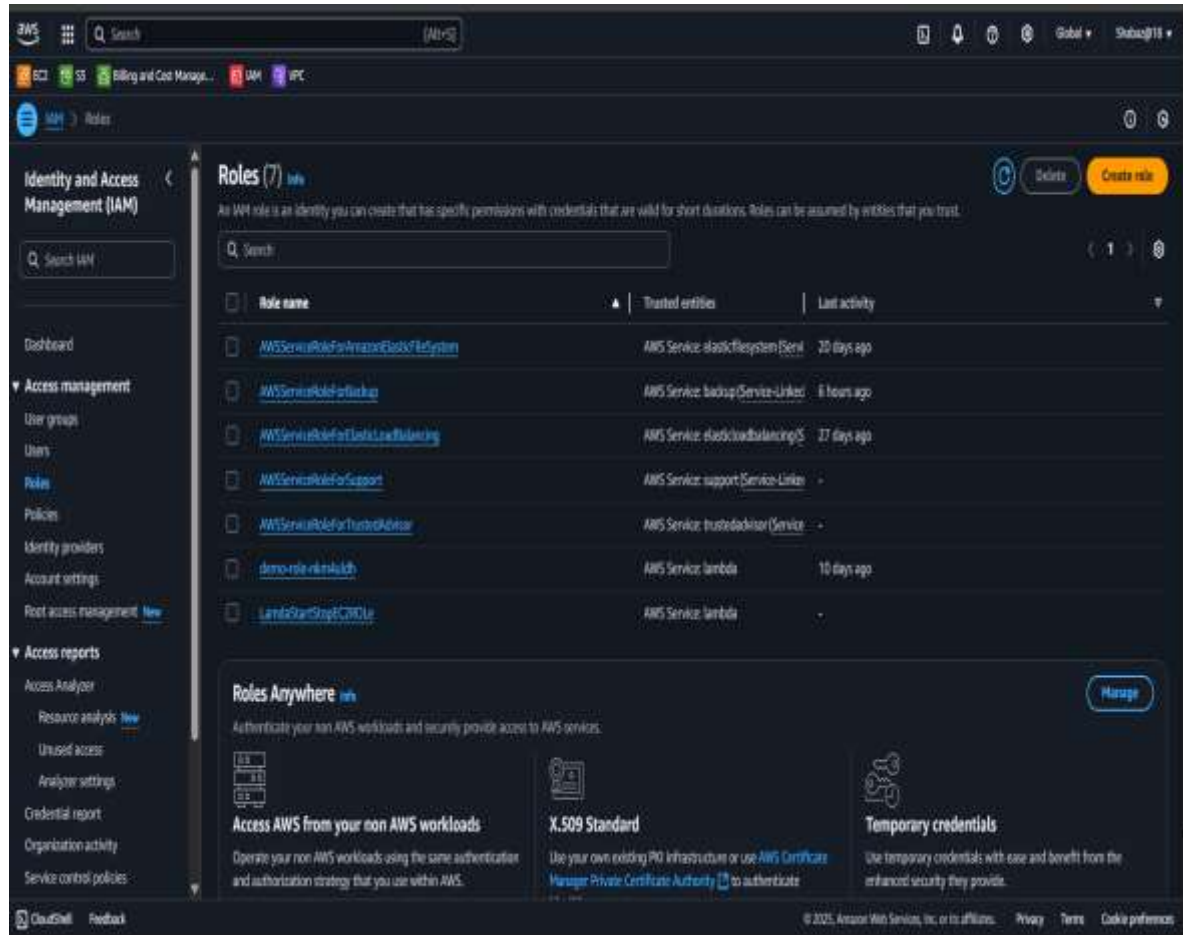 aws
Search [Alt+S] Global Shubazj118
EC2 S3 Billing and Cost Manage... IAM VPC
IAM > Roles
Identity and Access Management (IAM)
Search IAM
Dashboard
Access management
User groups
Users
Roles
Policies
Identity providers
Account settings
Root access management New
Access reports
Access Analyzer
Resource analysis New
Unused access
Analyzer settings
Credential report
Organization activity
Service control policies
Roles (7) Info
Delete
Create role
An IAM role is an identity you can create that has specific permissions with credentials that are valid for short durations. Roles can be assumed by entities that you trust.
Search
1
Role name Trusted entities Last activity
AWSServiceRoleForAmazonElasticFileSystem AWS Service: elasticfilesystem (Servi 20 days ago
AWSServiceRoleForBackup AWS Service: backup (Service-Linked 6 hours ago
AWSServiceRoleForElasticLoadBalancing AWS Service: elasticloadbalancing (S 27 days ago
AWSServiceRoleForSupport AWS Service: support (Service-Linked -
AWSServiceRoleForTrustedAdvisor AWS Service: trustedadvisor (Service -
AWS Service: lambda 10 days ago
AWS Service: lambda -
Roles Anywhere Info
Manage
Authenticate your non AWS workloads and securely provide access to AWS services.
Access AWS from your non AWS workloads
Operate your non AWS workloads using the same authentication
and authorization strategy that you use within AWS.
X.509 Standard
Use your own existing PKI infrastructure or use AWS Certificate
Manager Private Certificate Authority to authenticate
Temporary credentials
Use temporary credentials with ease and benefit from the
enhanced security they provide.
CloudShell Feedback © 2025, Amazon Web Services, Inc. or its affiliates. Privacy Terms Cookie preferences